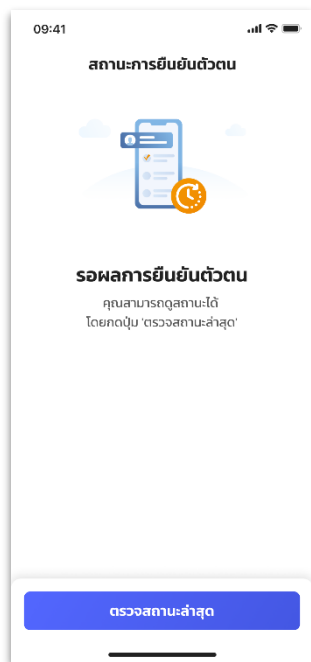 09:41
สถานะการยืนยันตัวตน
รอผลการยืนยันตัวตน
คุณสามารถดูสถานะได้
โดยกดปุ่ม 'ตรวจสถานะล่าสุด'
ตรวจสถานะล่าสุด